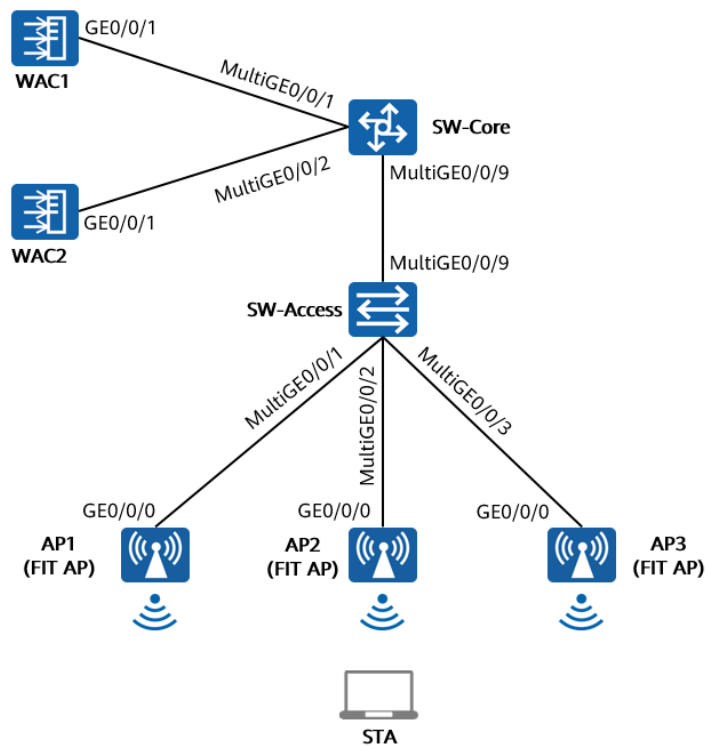 GE0/0/1
WAC1
MultiGE0/0/1
SW-Core
MultiGE0/0/2
MultiGE0/0/9
GE0/0/1
WAC2
MultiGE0/0/9
SW-Access
MultiGE0/0/1
MultiGE0/0/2
MultiGE0/0/3
GE0/0/0
GE0/0/0
GE0/0/0
AP1
(FIT AP)
AP2
(FIT AP)
AP3
(FIT AP)
STA